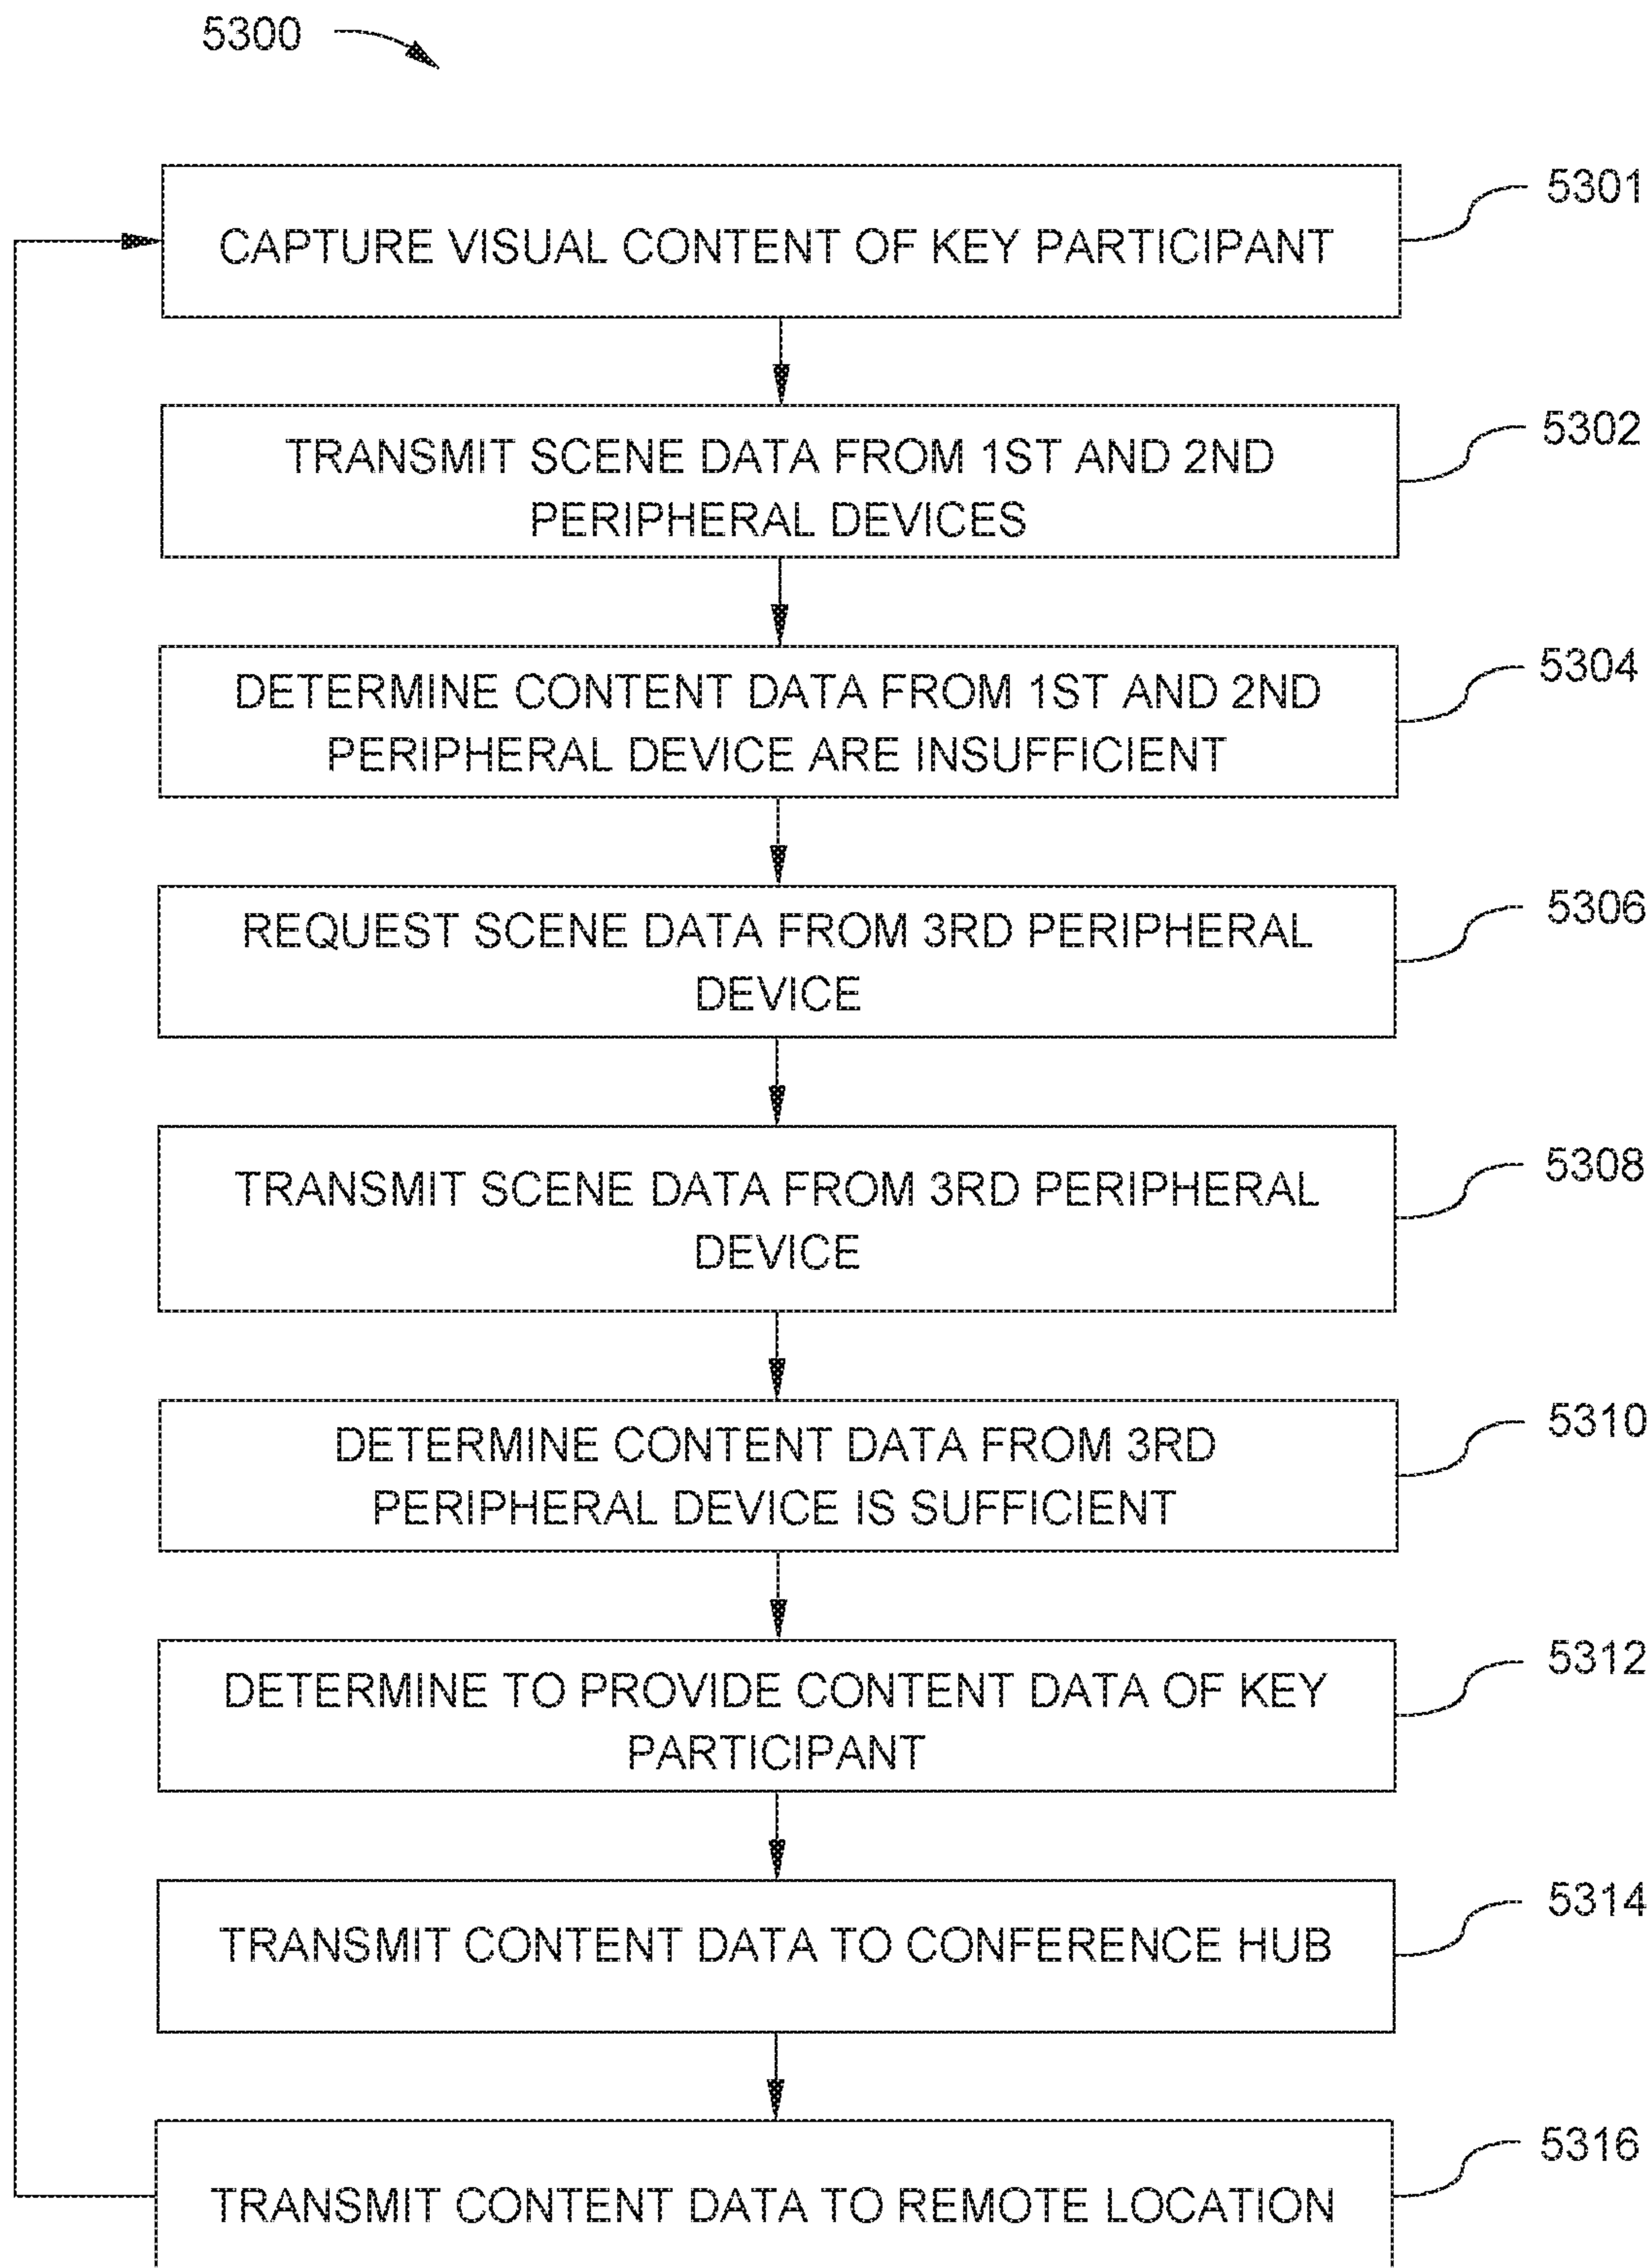 5300
CAPTURE VISUAL CONTENT OF KEY PARTICIPANT
5301
TRANSMIT SCENE DATA FROM 1ST AND 2ND
PERIPHERAL DEVICES
5302
DETERMINE CONTENT DATA FROM 1ST AND 2ND
PERIPHERAL DEVICE ARE INSUFFICIENT
5304
REQUEST SCENE DATA FROM 3RD PERIPHERAL
DEVICE
5306
TRANSMIT SCENE DATA FROM 3RD PERIPHERAL
DEVICE
5308
DETERMINE CONTENT DATA FROM 3RD
PERIPHERAL DEVICE IS SUFFICIENT
5310
DETERMINE TO PROVIDE CONTENT DATA OF KEY
PARTICIPANT
5312
TRANSMIT CONTENT DATA TO CONFERENCE HUB
5314
TRANSMIT CONTENT DATA TO REMOTE LOCATION
5316